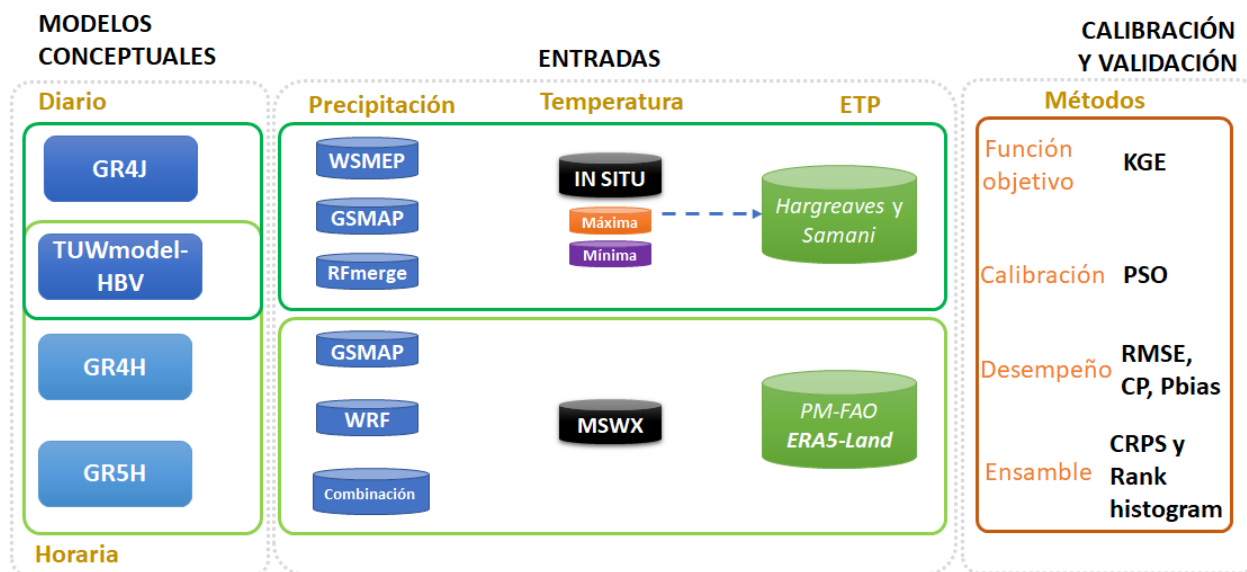 MODELOS
CONCEPTUALES
Diario
GR4J
TUWmodel-
HBV
GR4H
GR5H
Horaria
ENTRADAS
Precipitación
Temperatura
ETP
WSMEP
GSMAP
RFmerge
IN SITU
Máxima
Mínima
Hargreaves y
Samani
GSMAP
WRF
Combinación
MSWX
PM-FAO
ERA5-Land
CALIBRACIÓN
Y VALIDACIÓN
Métodos
Función
objetivo
KGE
Calibración
PSO
Desempeño
RMSE,
CP, Pbias
Ensamble
CRPS y
Rank
histogram